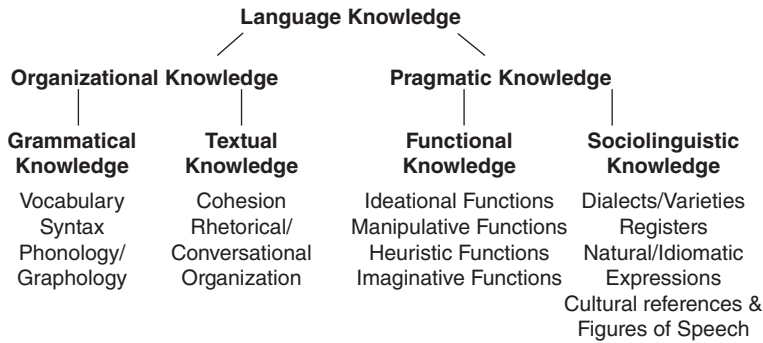 Language Knowledge
Organizational Knowledge
Pragmatic Knowledge
Grammatical
Knowledge
Vocabulary
Syntax
Phonology/
Graphology
Textual
Knowledge
Cohesion
Rhetorical/
Conversational
Organization
Functional
Knowledge
Ideational Functions
Manipulative Functions
Heuristic Functions
Imaginative Functions
Sociolinguistic
Knowledge
Dialects/Varieties
Registers
Natural/Idiomatic
Expressions
Cultural references &
Figures of Speech